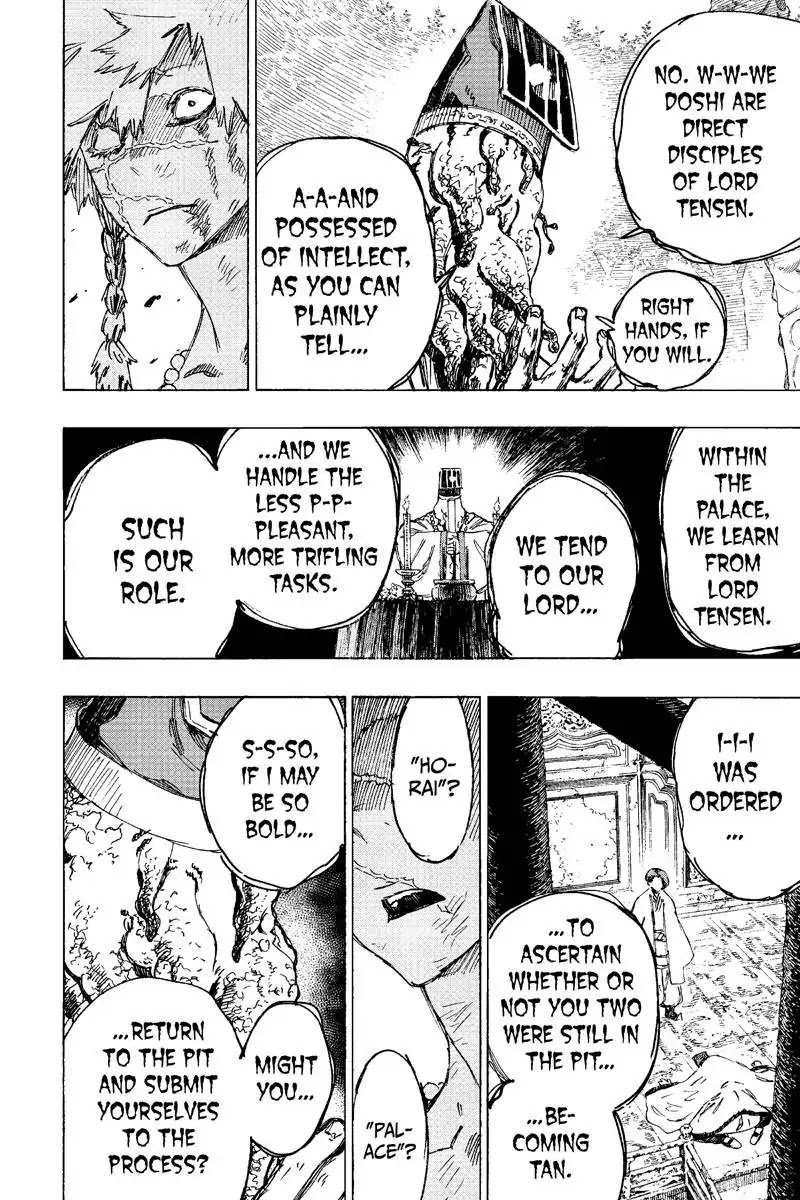 NO. W-W-WE
DOSHI ARE
DIRECT
DISCIPLES
OF LORD
TENSEN.
RIGHT
HANDS, IF
YOU WILL.
A-A-AND
POSSESSED
OF INTELLECT,
AS YOU CAN
PLAINLY
TELL...
WITHIN
THE
PALACE,
WE LEARN
FROM
LORD
TENSEN.
WE TEND
TO OUR
LORD...
...AND WE
HANDLE THE
LESS P-P-
PLEASANT,
MORE TRIFLING
TASKS.
SUCH
IS OUR
ROLE.
I-I-I
WAS
ORDERED
...
...TO
ASCERTAIN
WHETHER OR
NOT YOU TWO
WERE STILL IN
THE PIT...
...BE-
COMING
TAN.
"HO-
RAI"?
"PAL-
ACE"?
S-S-SO,
IF I MAY
BE SO
BOLD...
MIGHT
YOU...
...RETURN
TO THE PIT
AND SUBMIT
YOURSELVES
TO THE
PROCESS?